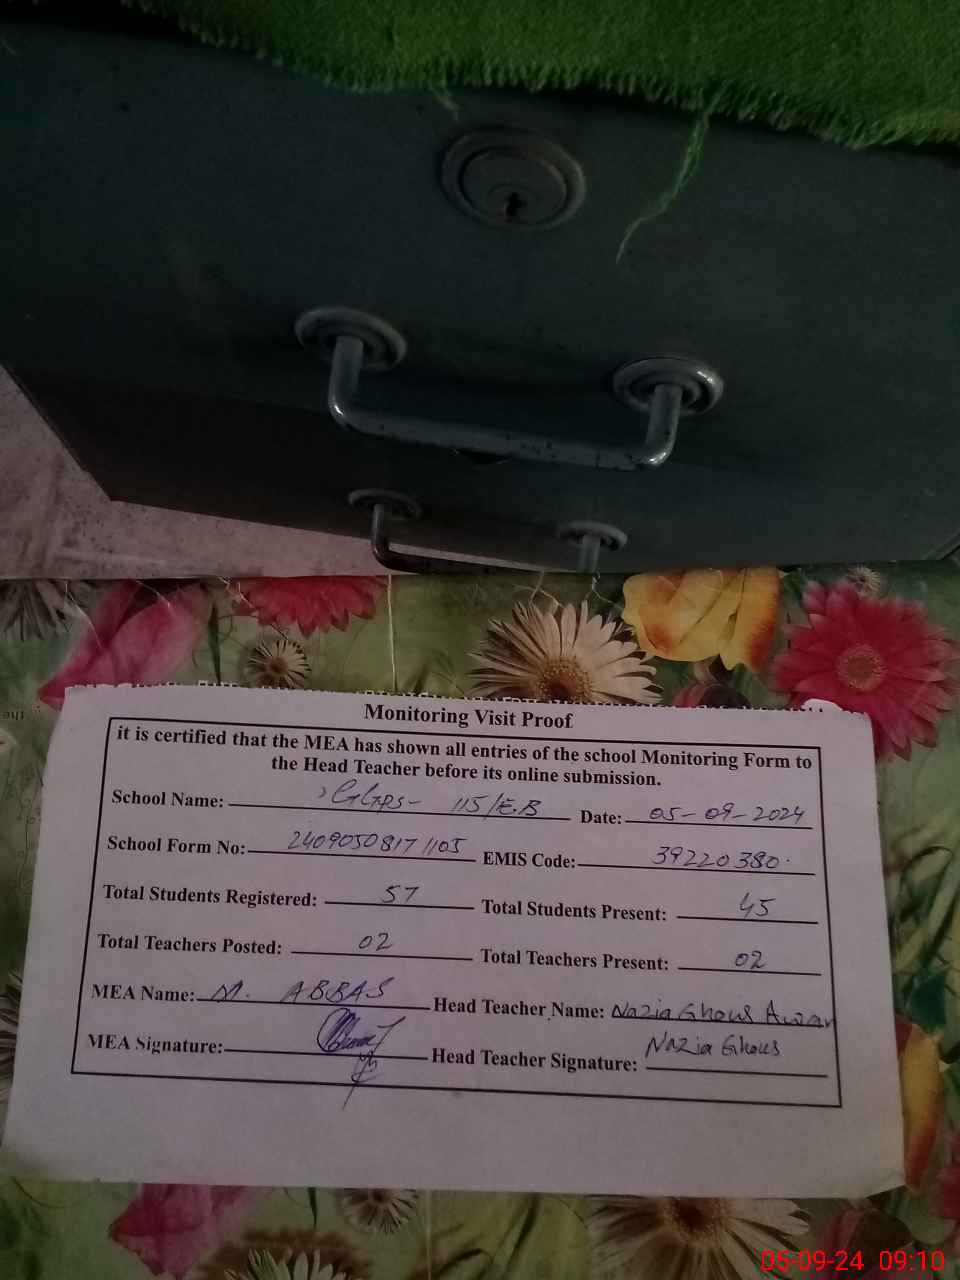 Monitoring Visit Proof
it is certified that the MEA has shown all entries of the school Monitoring Form to
the Head Teacher before its online submission.
School Name: GGPS- 115/E.B Date: 05-09-2024
School Form No: 24090508171105 EMIS Code: 39220380.
Total Students Registered: 57 Total Students Present: 45
Total Teachers Posted: 02 Total Teachers Present: 02
MEA Name: M. ABBAS Head Teacher Name: Nazia Ghous Awan
MEA Signature: Head Teacher Signature: Nazia Ghous
05-09-24 09:10